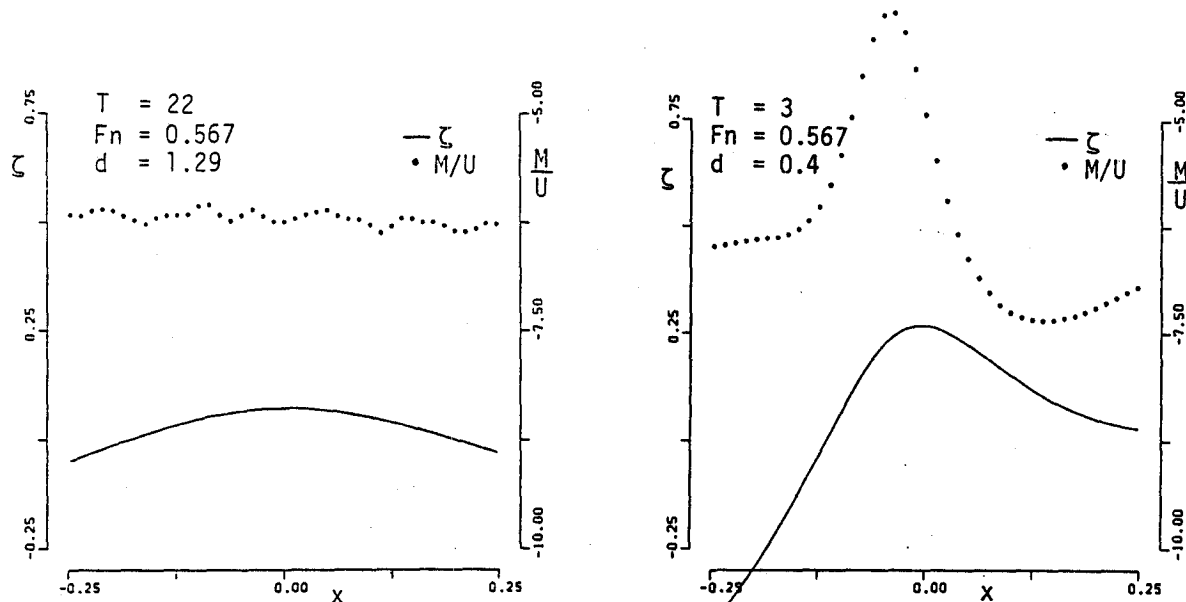 T = 22
Fn = 0.567
d = 1.29
ζ
M/U
0.75
0.25
-0.25
ζ
-5.00
-7.50
-10.00
M
U
-0.25
0.00
0.25
X
T = 3
Fn = 0.567
d = 0.4
ζ
M/U
0.75
0.25
-0.25
ζ
-5.00
-7.50
-10.00
M
U
-0.25
0.00
0.25
X